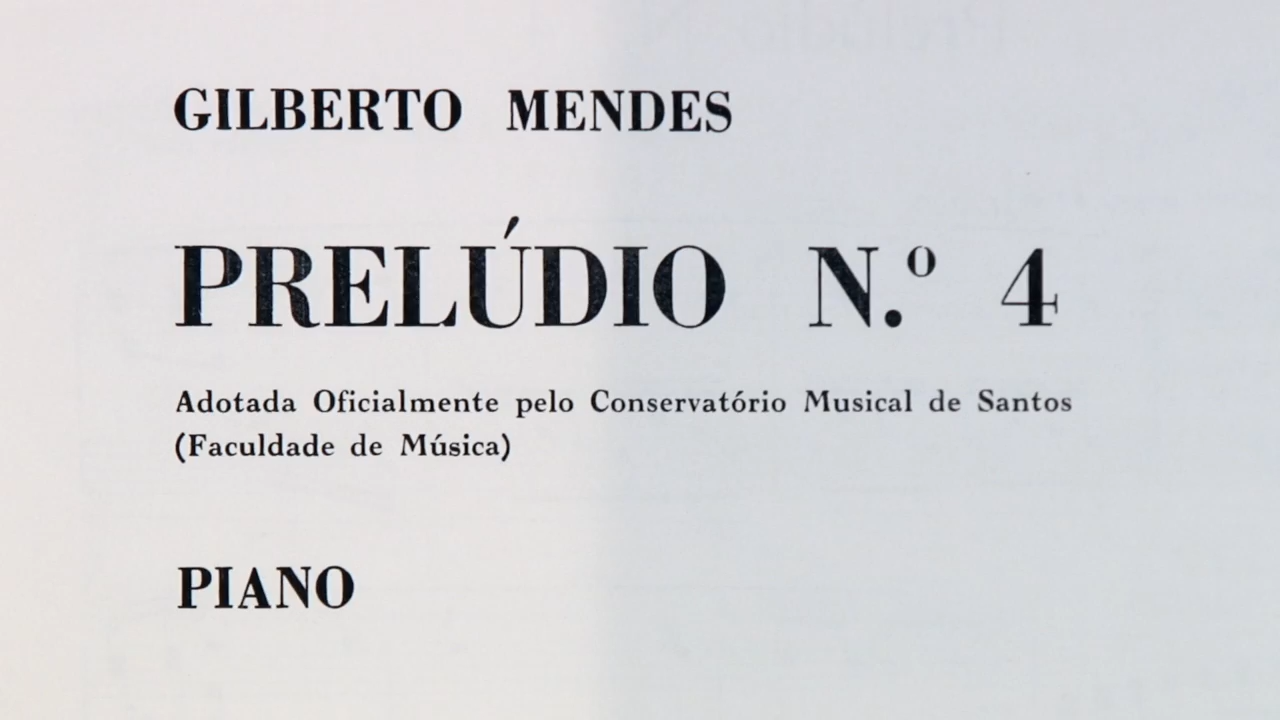 GILBERTO MENDES
PRELÚDIO N.º 4
Adotada Oficialmente pelo Conservatório Musical de Santos
(Faculdade de Música)
PIANO